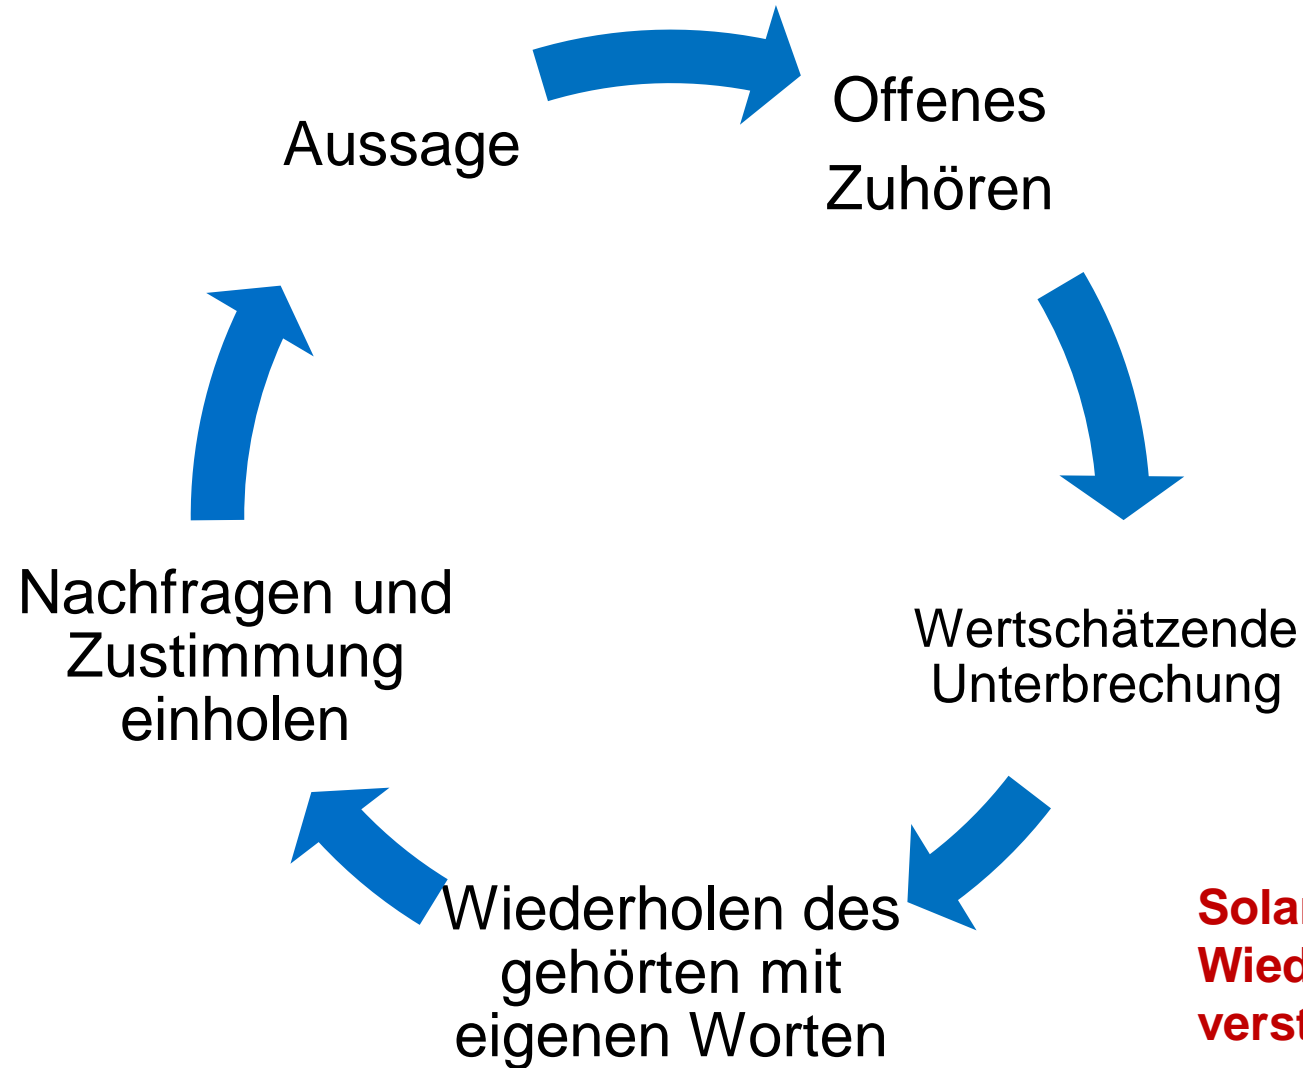 Aussage
Offenes
Zuhören
Wertschätzende
Unterbrechung
Wiederholen des
gehörten mit
eigenen Worten
Nachfragen und
Zustimmung
einholen